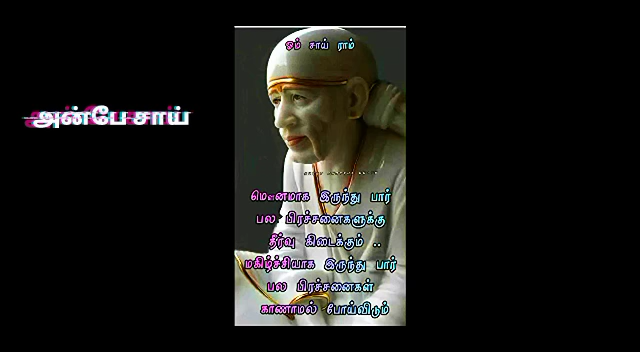 ஓம் சாய் ராம்
அன்பே சாய்
மௌனமாக இருந்து பார்
பல பிரச்சனைகளுக்கு
தீர்வு கிடைக்கும் ..
மகிழ்ச்சியாக இருந்து பார்
பல பிரச்சனைகள்
காணாமல் போய்விடும்